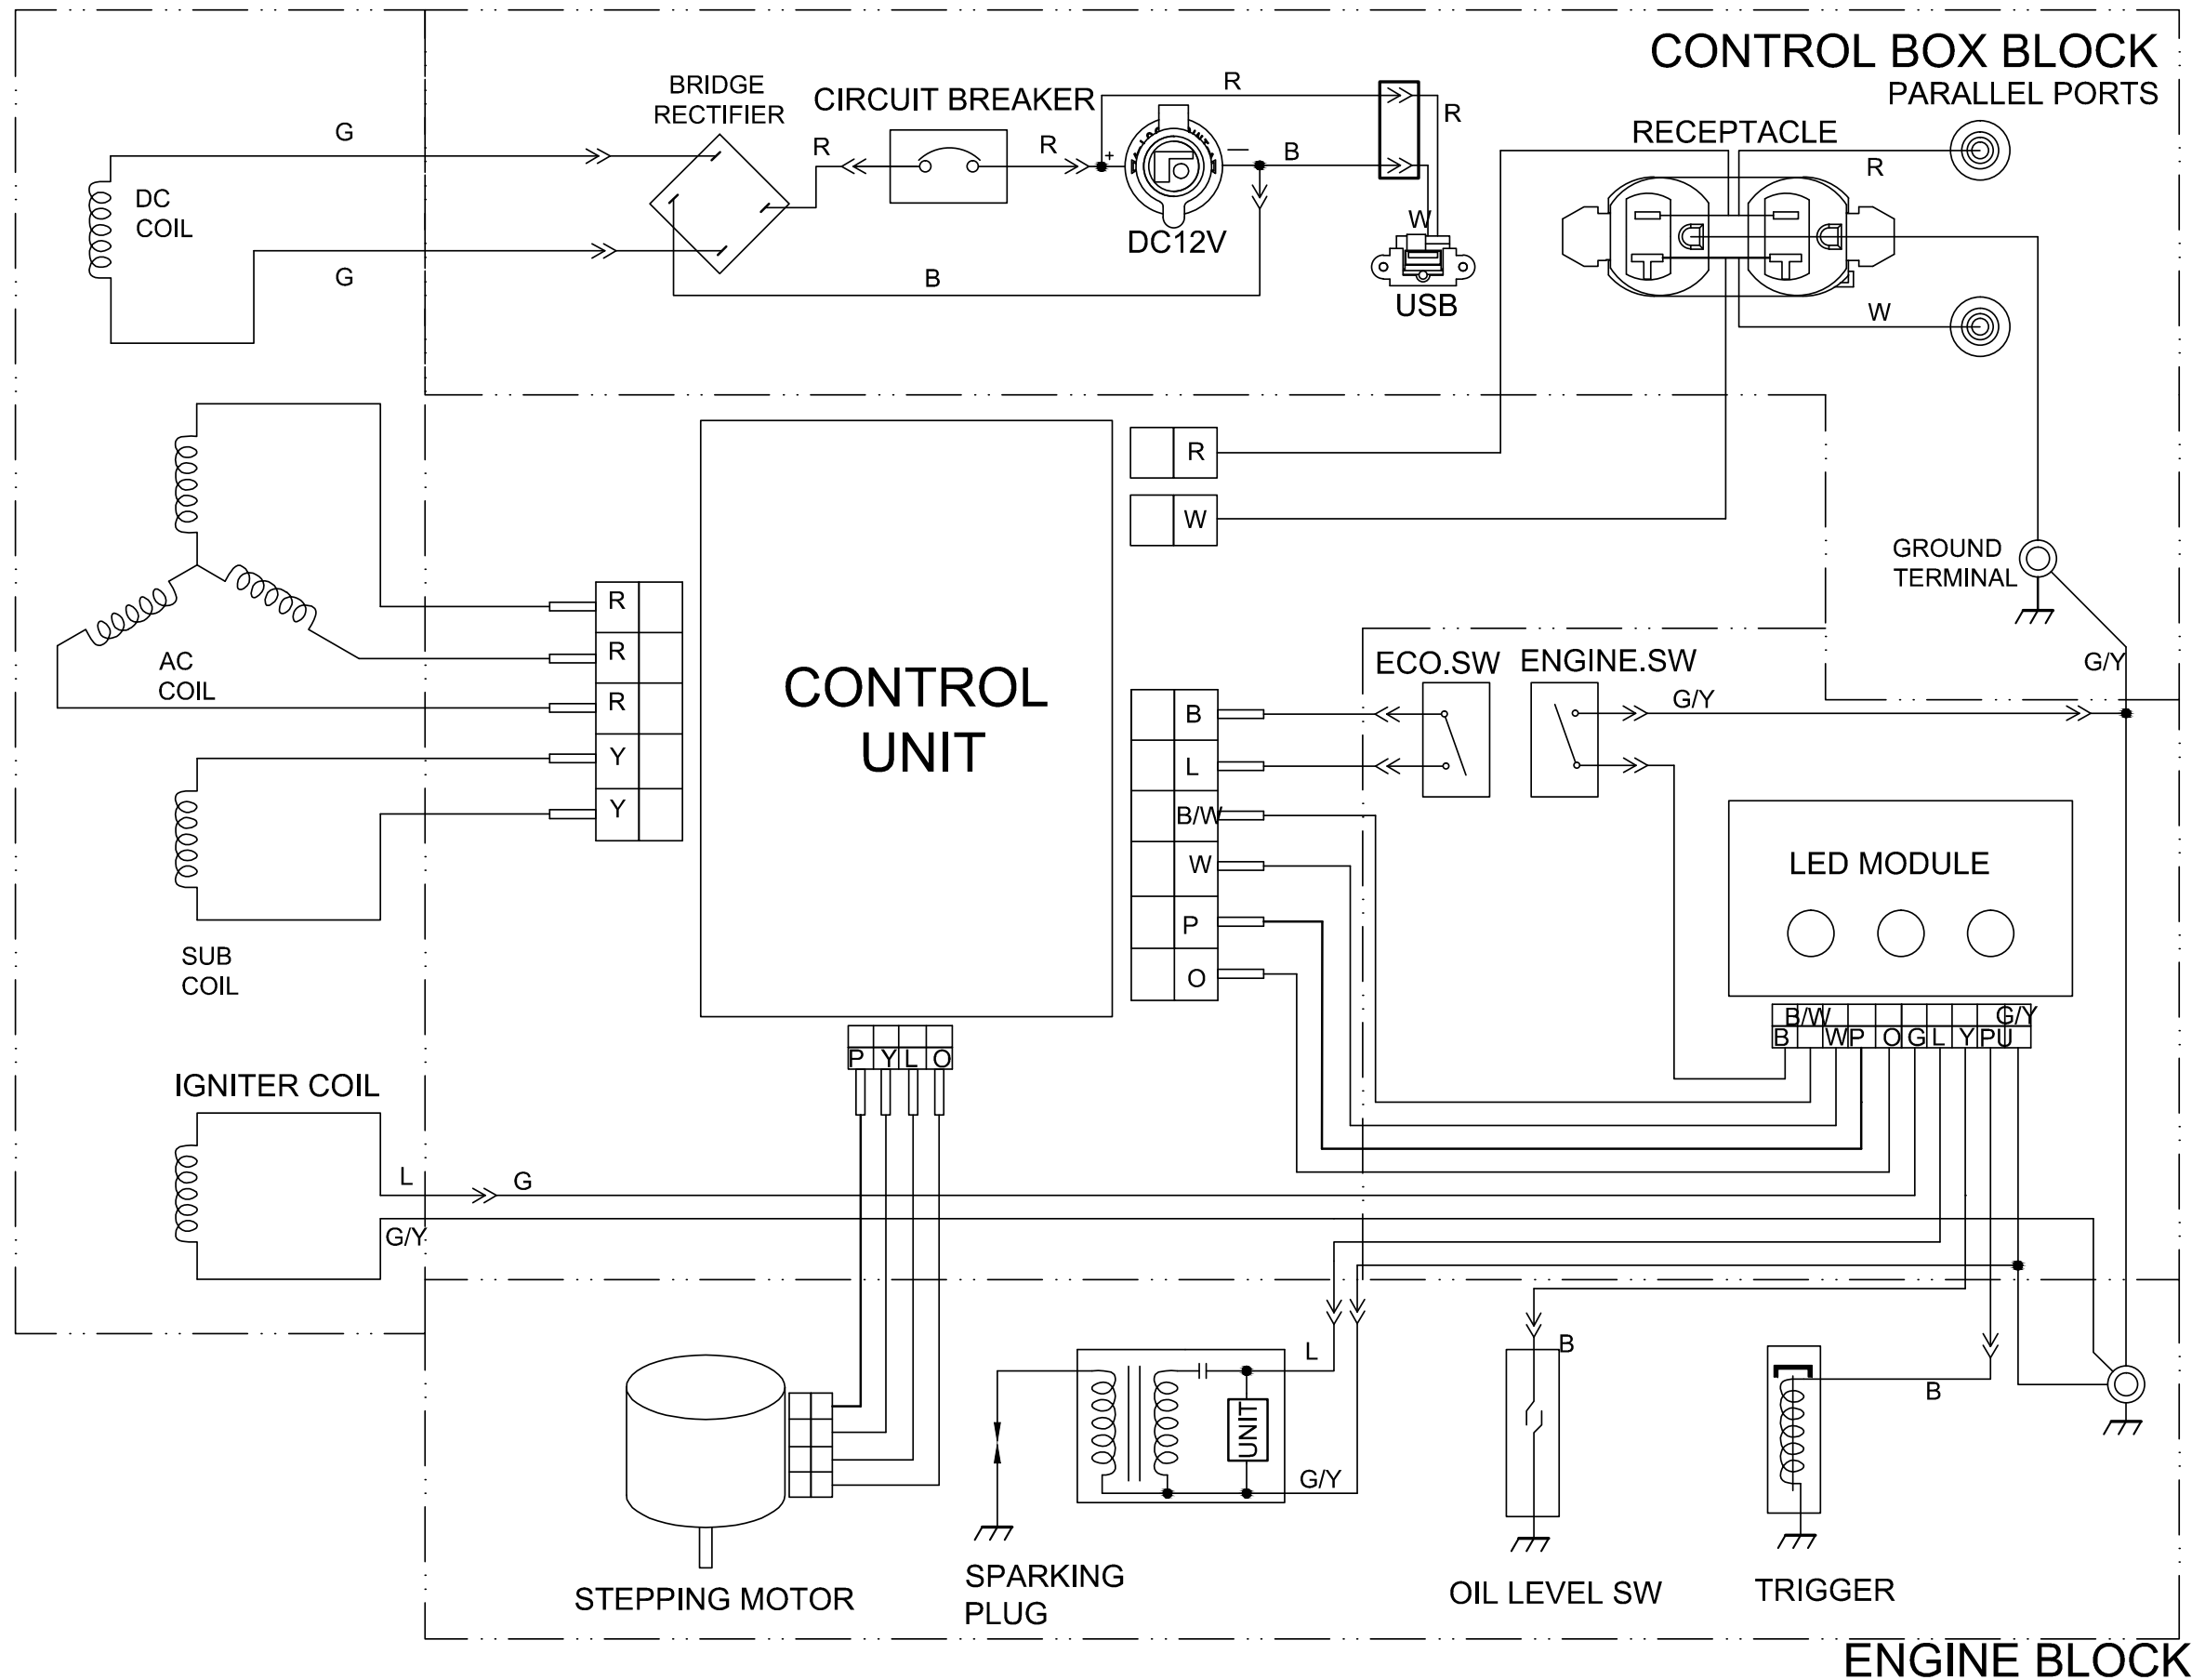 CONTROL BOX BLOCK
PARALLEL PORTS
BRIDGE
RECTIFIER
CIRCUIT BREAKER
R
R
G
R
R
+
—
B
RECEPTACLE
R
DC
COIL
G
DC12V
W
USB
B
W
R
W
GROUND
TERMINAL
G/Y
R
R
R
Y
Y
AC
COIL
CONTROL
UNIT
ECO.SW
ENGINE.SW
G/Y
B
L
B/W
W
P
O
LED MODULE
SUB
COIL
B/W
G/Y
B
W
P
O
G
L
Y
PU
P
Y
L
O
IGNITER COIL
L
G
G/Y
L
B
B
UNIT
G/Y
STEPPING MOTOR
SPARKING
PLUG
OIL LEVEL SW
TRIGGER
ENGINE BLOCK